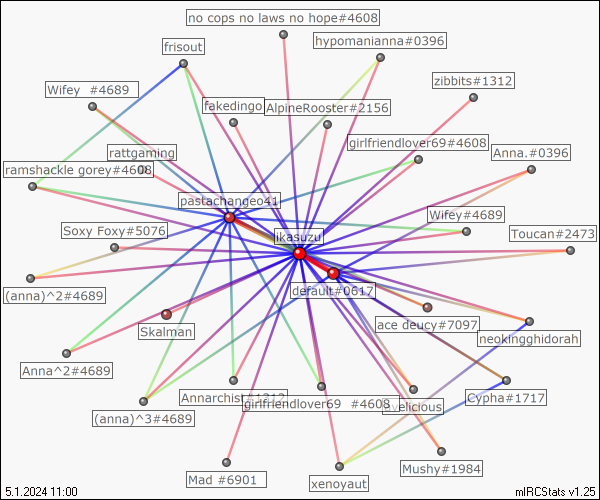 no cops no laws no hope#4608
hypomanianna#0396
frisout
zibbits#1312
Wifey  #4689
fakedingo
AlpineRooster#2156
girlfriendlover69#4608
rattgaming
Anna.#0396
ramshackle gorey#4608
pastachangeo41
Wifey#4689
Soxy Foxy#5076
ikasuzu
Toucan#2473
default#0617
(anna)^2#4689
ace deucy#7097
Skalman
neokingghidorah
Anna^2#4689
Annarchist#1312
girlfriendlover69  #4608
Cypha#1717
(anna)^3#4689
Mushy#1984
Mad #6901
xenoyaut
5.1.2024 11:00
mIRCStats v1.25